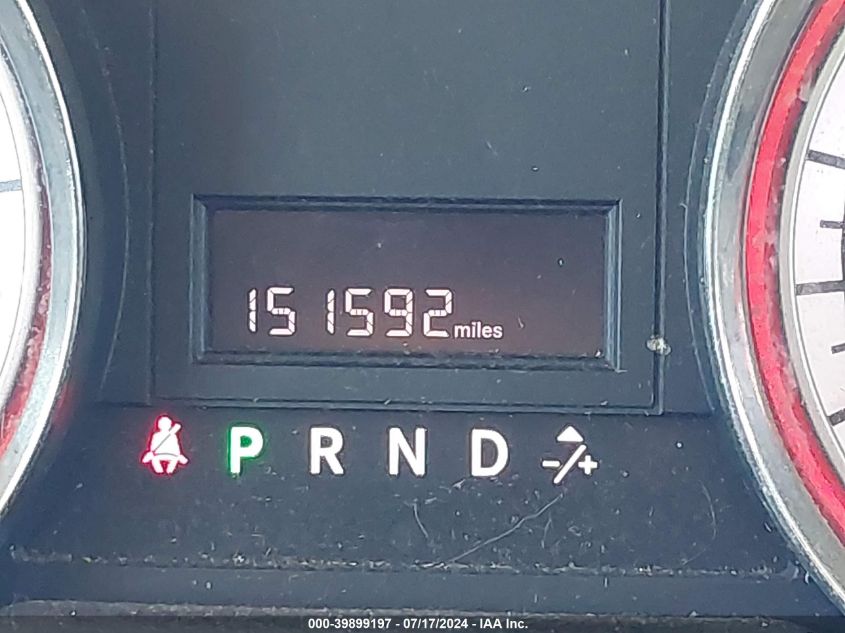 151592 miles
P R N D -/+
000-39899197 - 07/17/2024 - IAA Inc.